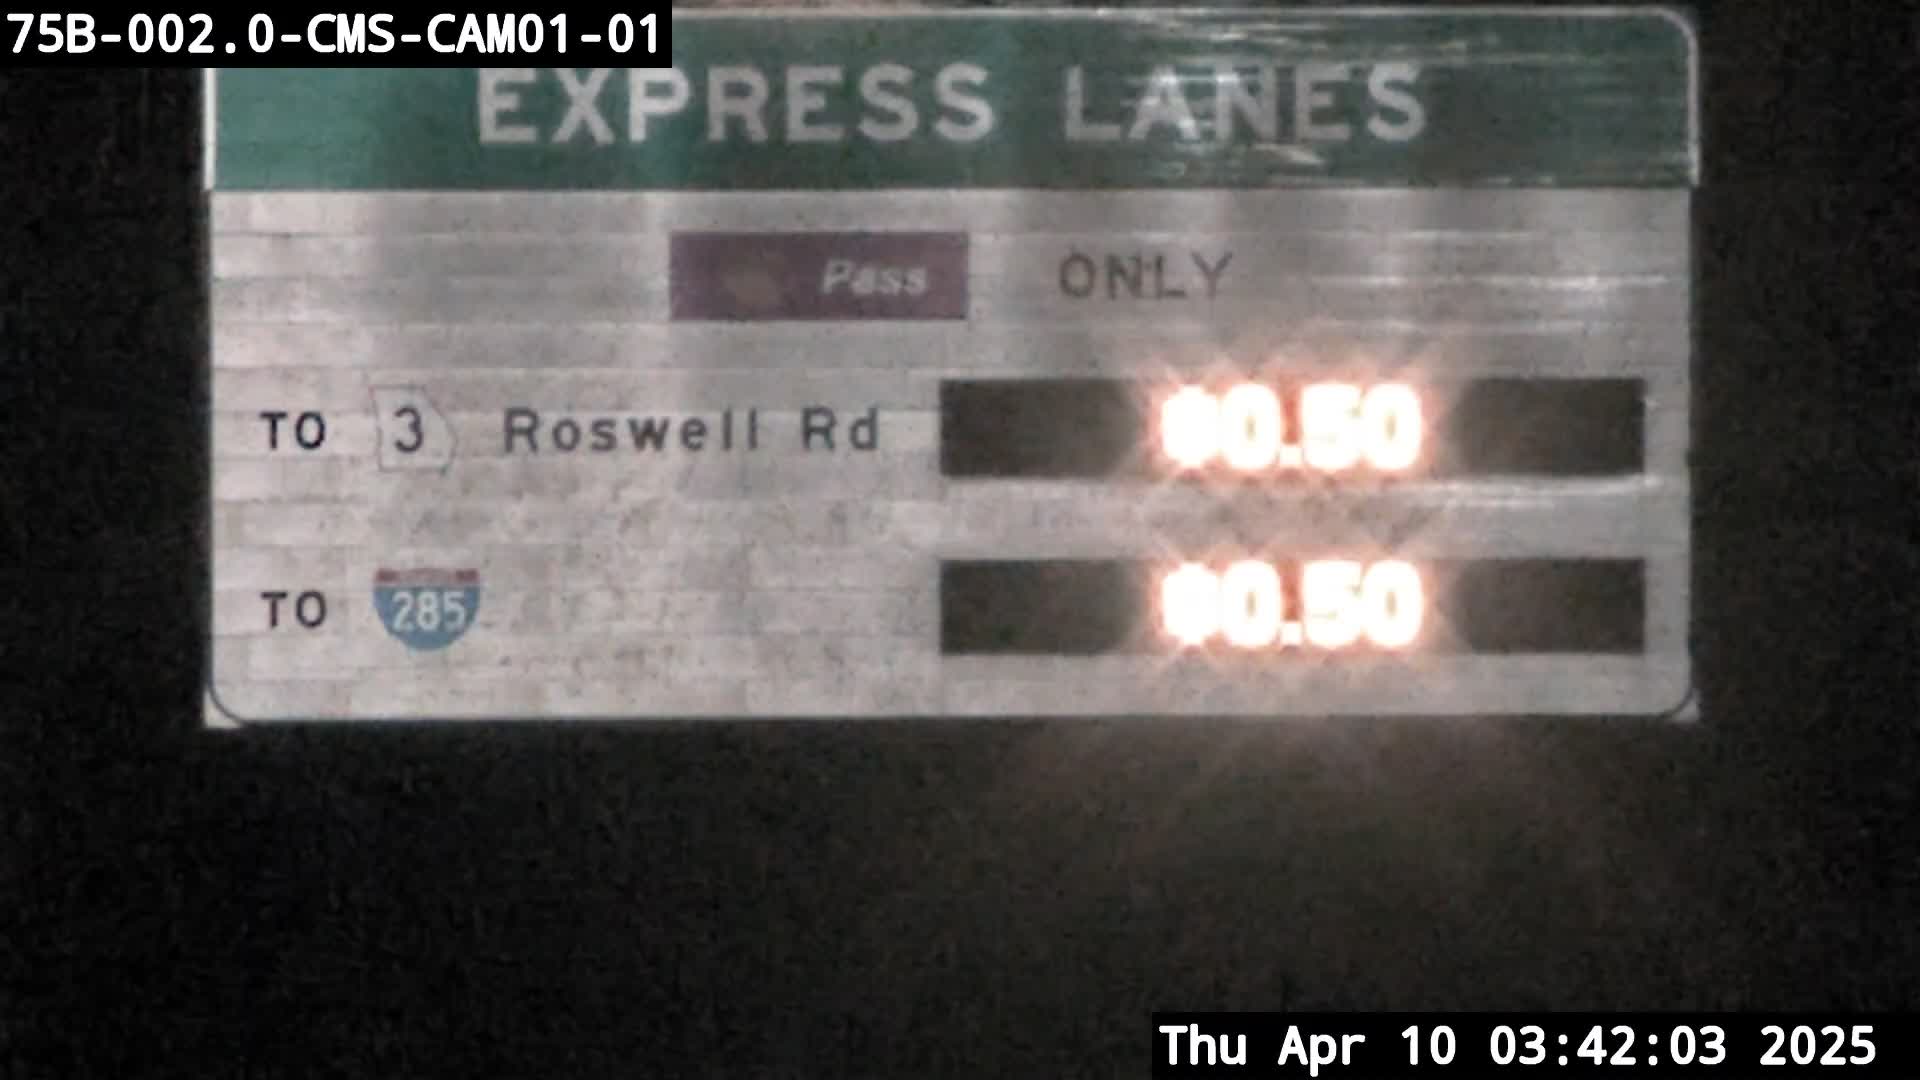 75B-002.0-CMS-CAM01-01
EXPRESS LANES
Pass ONLY
TO 3 Roswell Rd $0.50
TO 285 $0.50
Thu Apr 10 03:42:03 2025